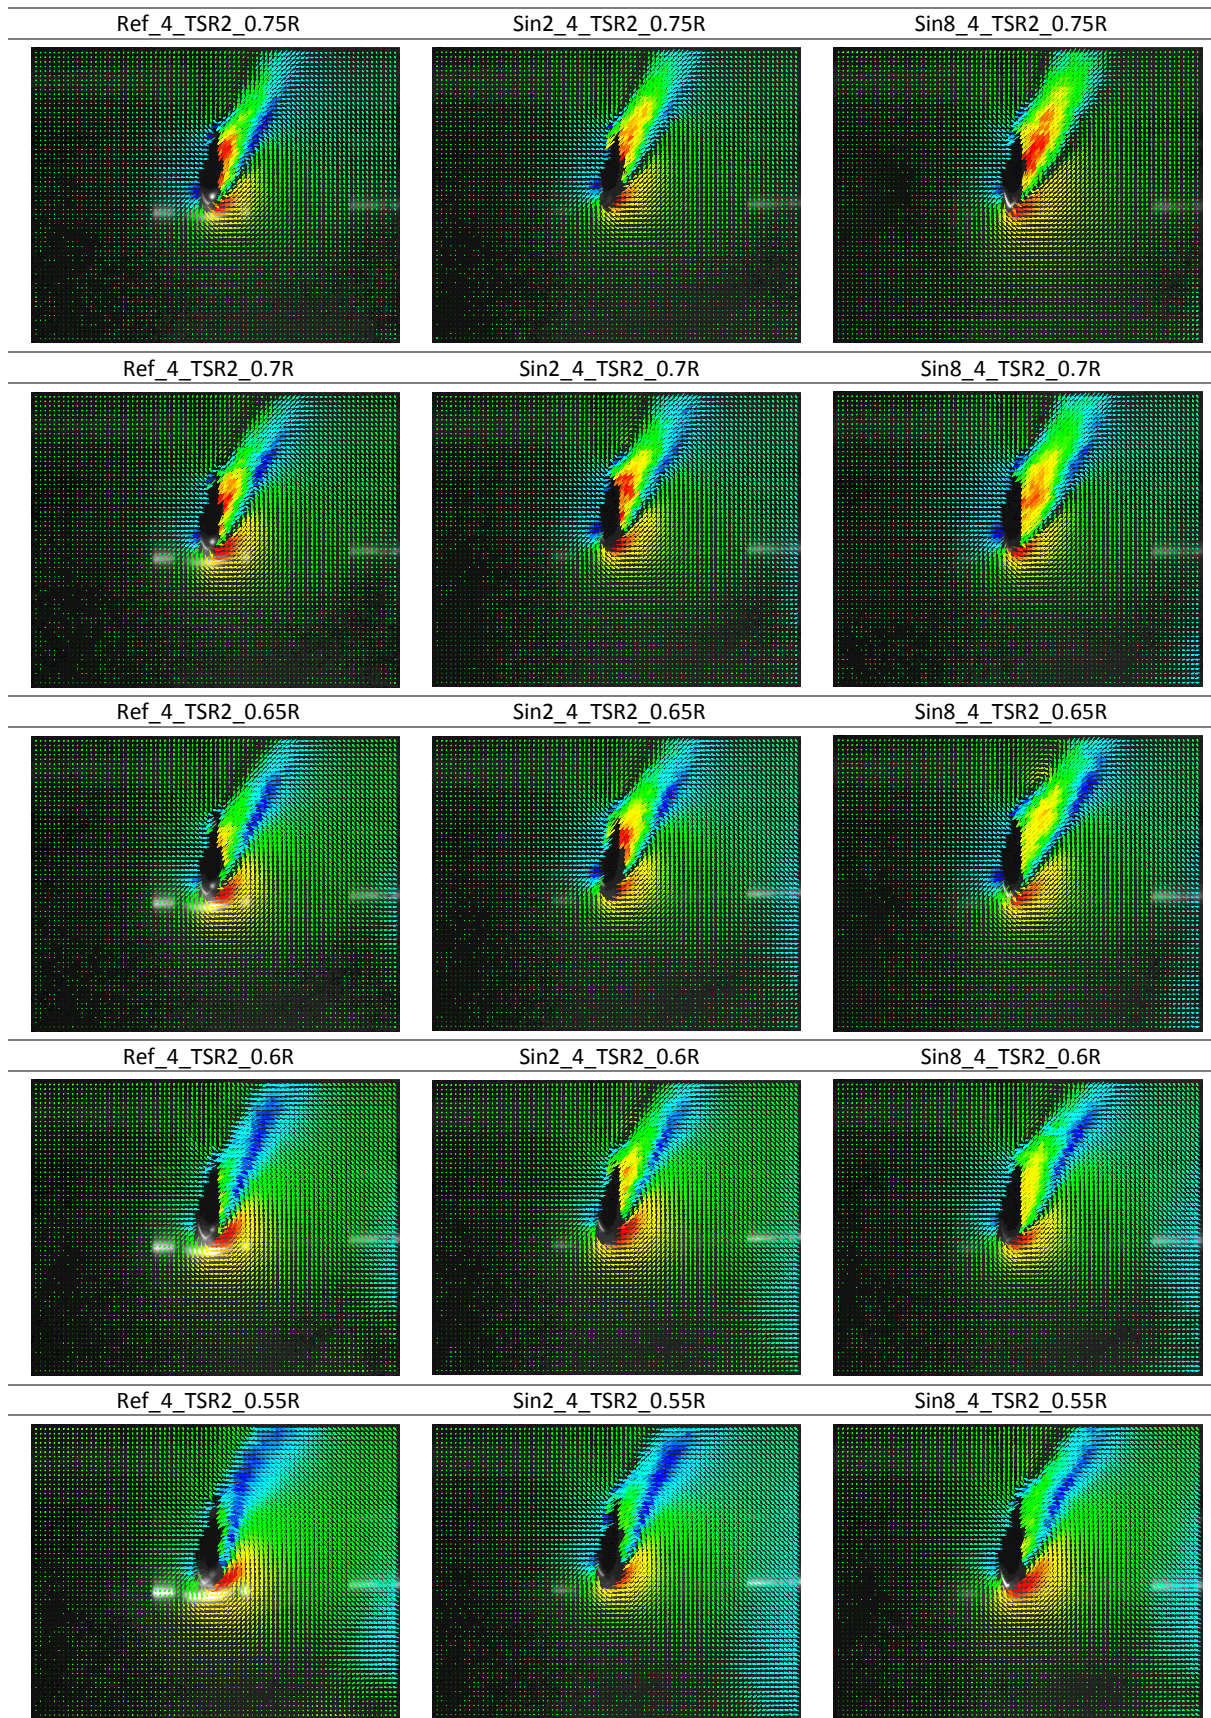 Ref_4_TSR2_0.75R Sin2_4_TSR2_0.75R Sin8_4_TSR2_0.75R
Ref_4_TSR2_0.7R Sin2_4_TSR2_0.7R Sin8_4_TSR2_0.7R
Ref_4_TSR2_0.65R Sin2_4_TSR2_0.65R Sin8_4_TSR2_0.65R
Ref_4_TSR2_0.6R Sin2_4_TSR2_0.6R Sin8_4_TSR2_0.6R
Ref_4_TSR2_0.55R Sin2_4_TSR2_0.55R Sin8_4_TSR2_0.55R